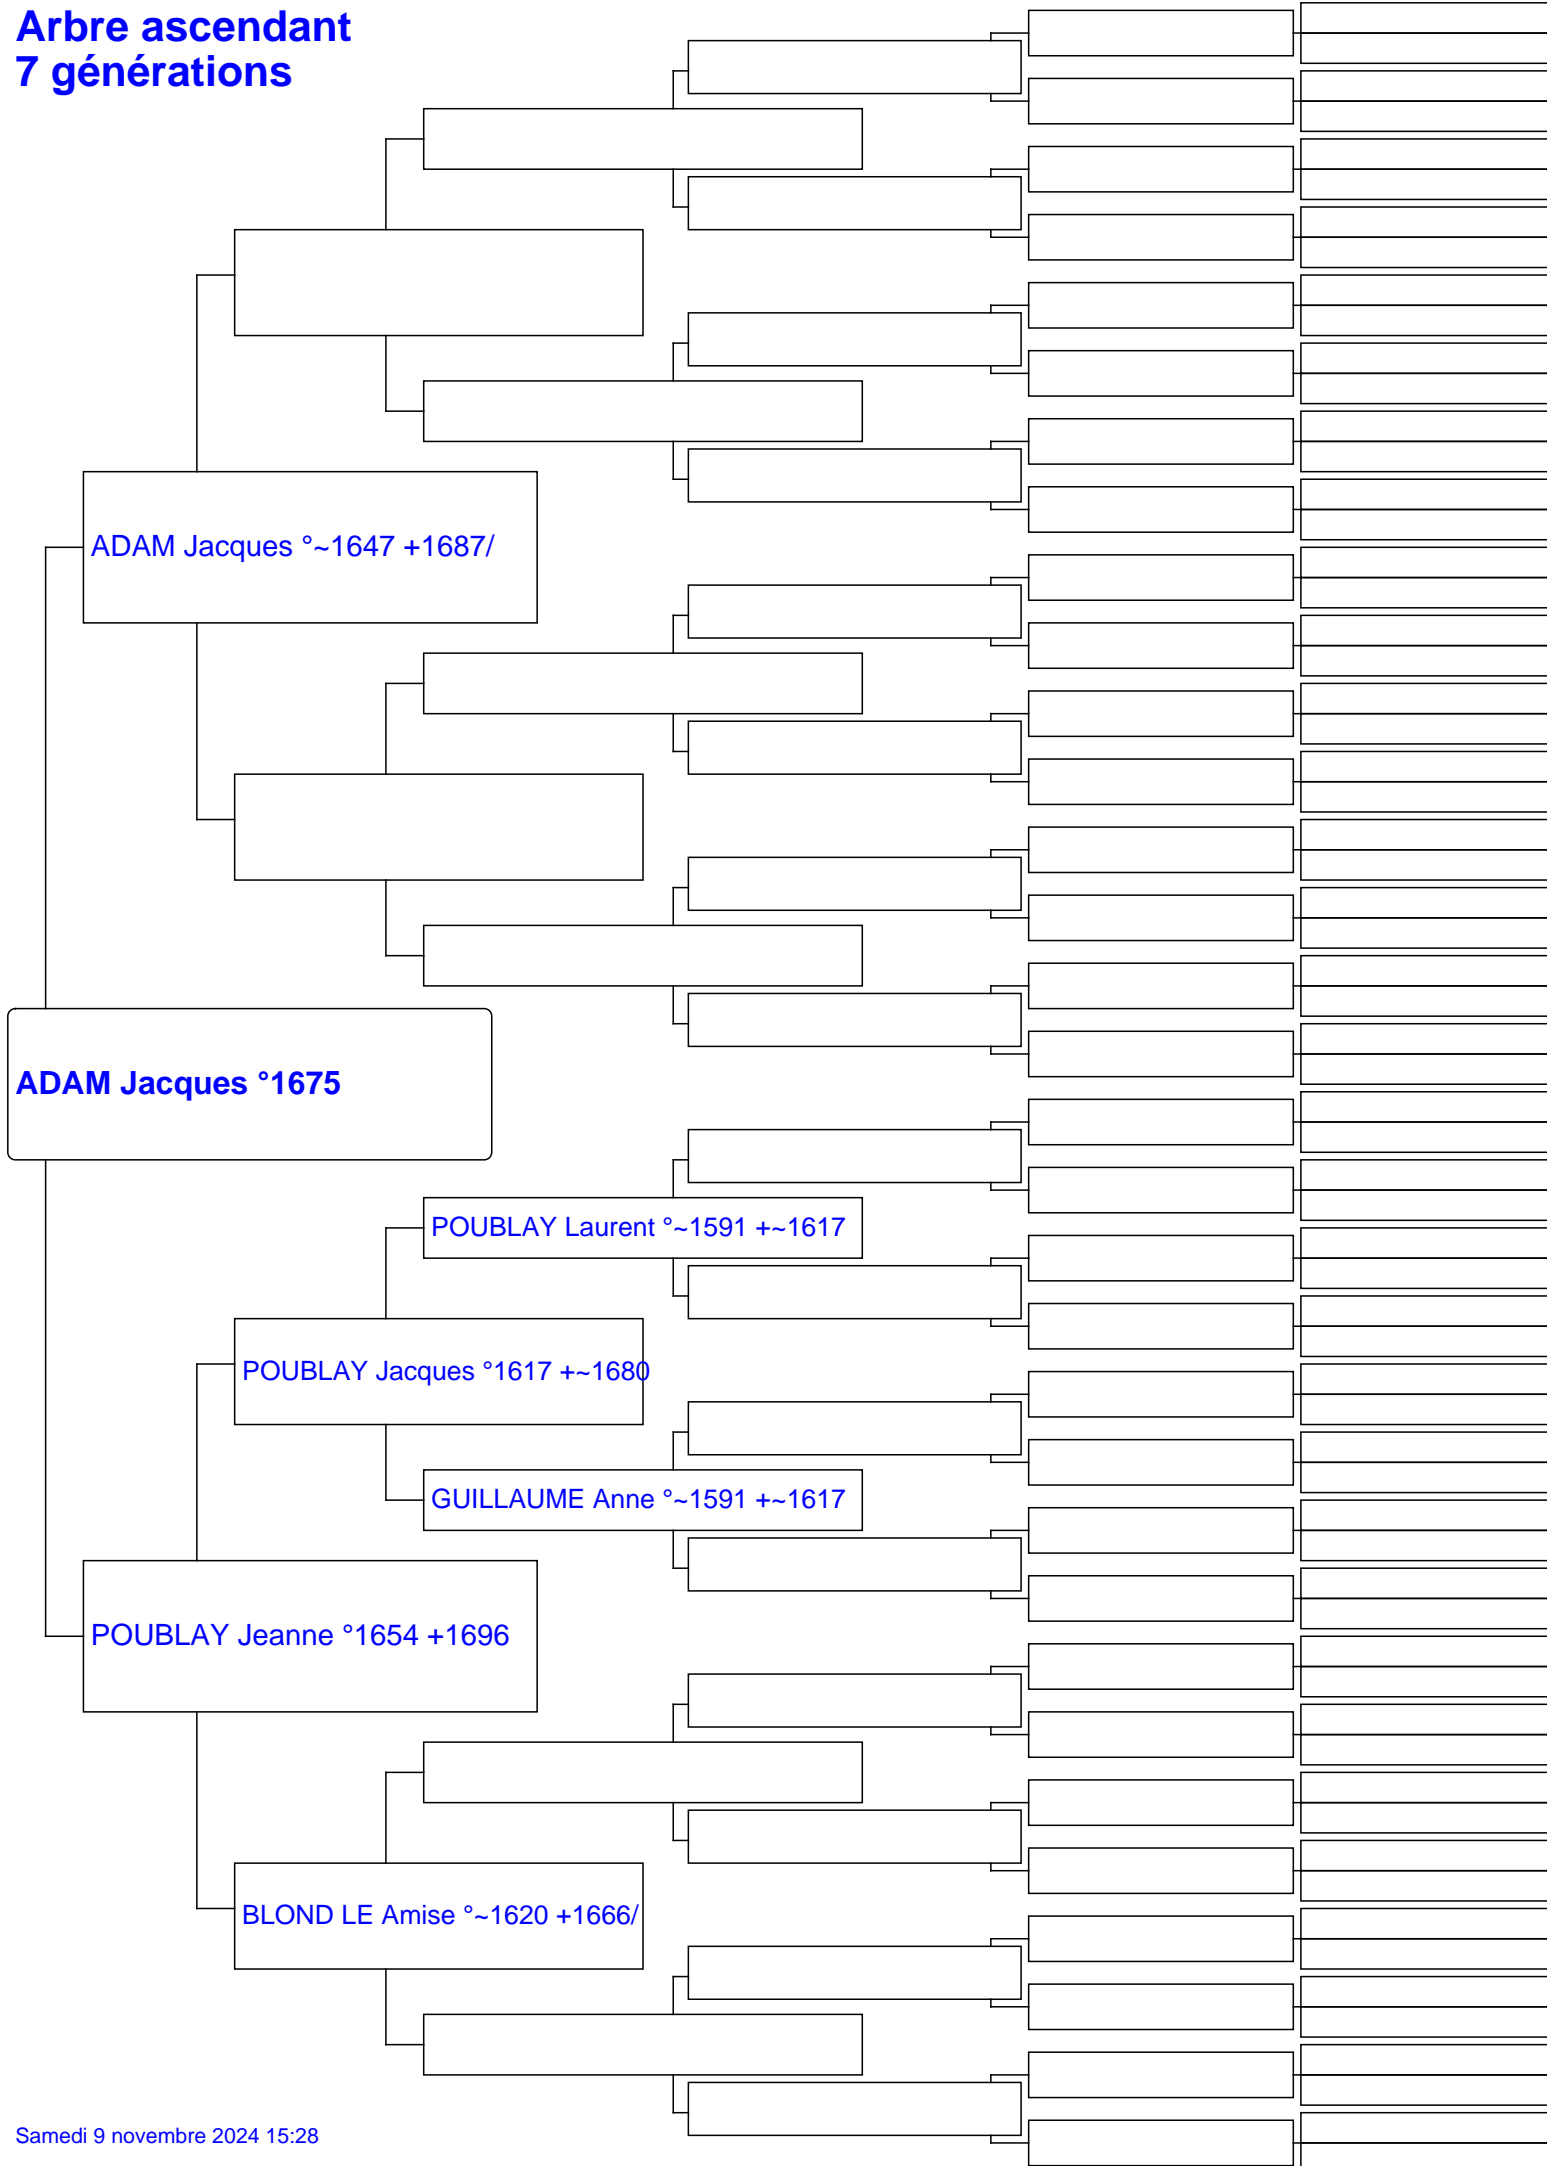 Arbre ascendant
7 générations
ADAM Jacques °~1647 +1687/
ADAM Jacques °1675
POUBLAY Laurent °~1591 +~1617
POUBLAY Jacques °1617 +~1680
GUILLAUME Anne °~1591 +~1617
POUBLAY Jeanne °1654 +1696
BLOND LE Amise °~1620 +1666/
Samedi 9 novembre 2024 15:28